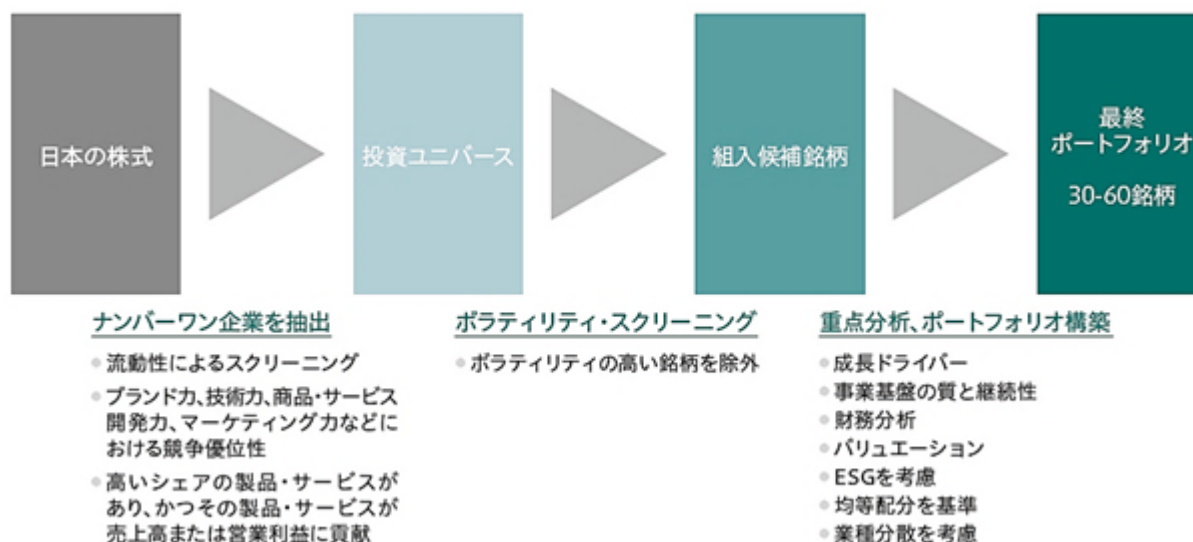 日本の株式
投資ユニバース
組入候補銘柄
最終
ポートフォリオ
30-60銘柄
ナンバーワン企業を抽出
流動性によるスクリーニング
ブランド力、技術力、商品・サービス
開発力、マーケティング力などに
おける競争優位性
高いシェアの製品・サービスが
あり、かつその製品・サービスが
売上高または営業利益に貢献
ボラティリティ・スクリーニング
ボラティリティの高い銘柄を除外
重点分析、ポートフォリオ構築
成長ドライバー
事業基盤の質と継続性
財務分析
バリュエーション
ESGを考慮
均等配分を基準
業種分散を考慮